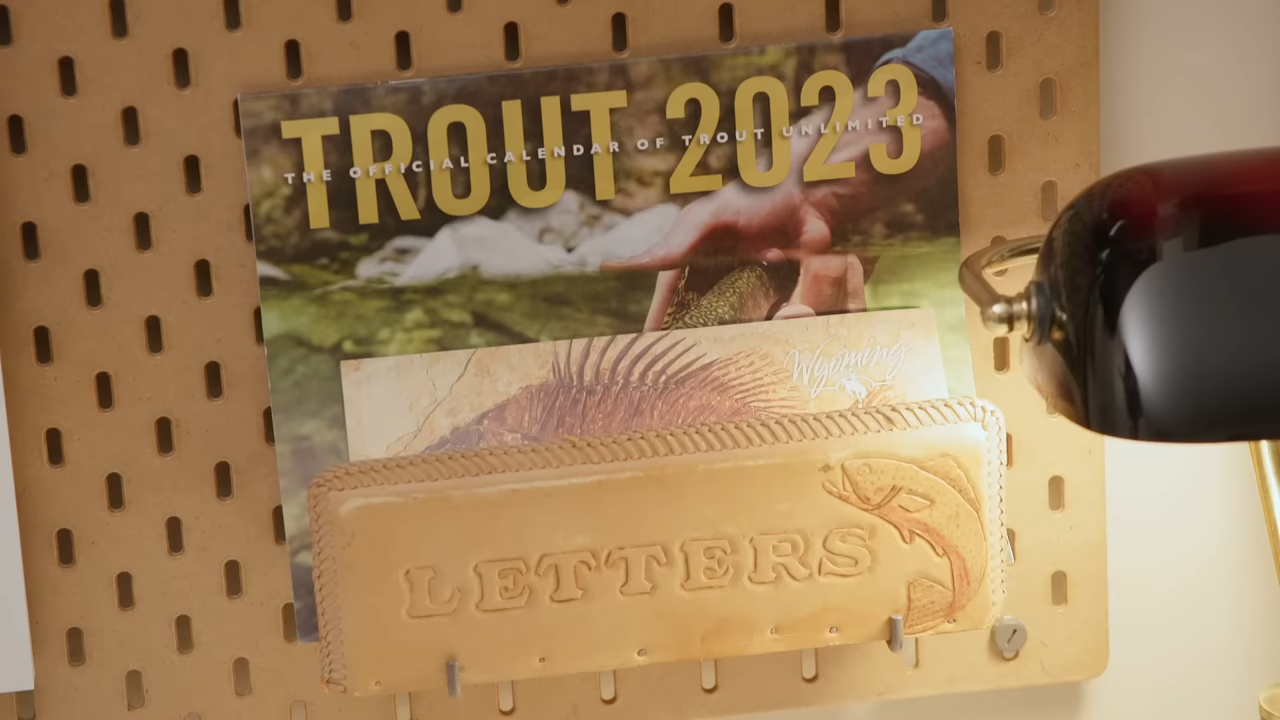 TROUT 2023
THE OFFICIAL CALENDAR OF TROUT UNLIMITED
Wyoming
LETTERS